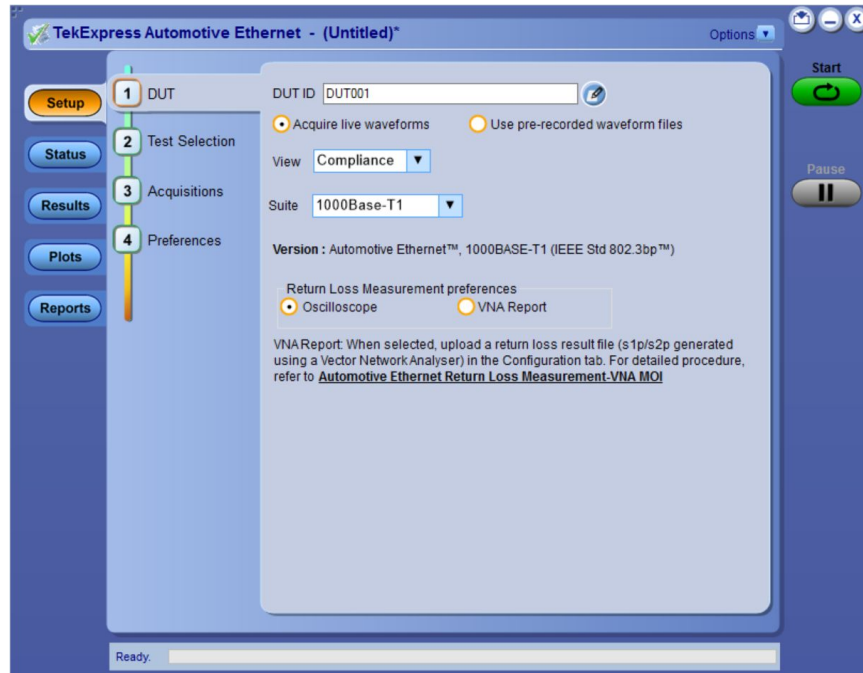 TekExpress Automotive Ethernet - (Untitled)*
Options
Start
Pause
Setup
Status
Results
Plots
Reports
1 DUT
2 Test Selection
3 Acquisitions
4 Preferences
DUT ID DUT001
Acquire live waveforms Use pre-recorded waveform files
View Compliance
Suite 1000Base-T1
Version : Automotive Ethernet™, 1000BASE-T1 (IEEE Std 802.3bp™)
Return Loss Measurement preferences
Oscilloscope VNA Report
VNA Report: When selected, upload a return loss result file (s1p/s2p generated
using a Vector Network Analyser) in the Configuration tab. For detailed procedure,
refer to Automotive Ethernet Return Loss Measurement-VNA MOI
Ready.